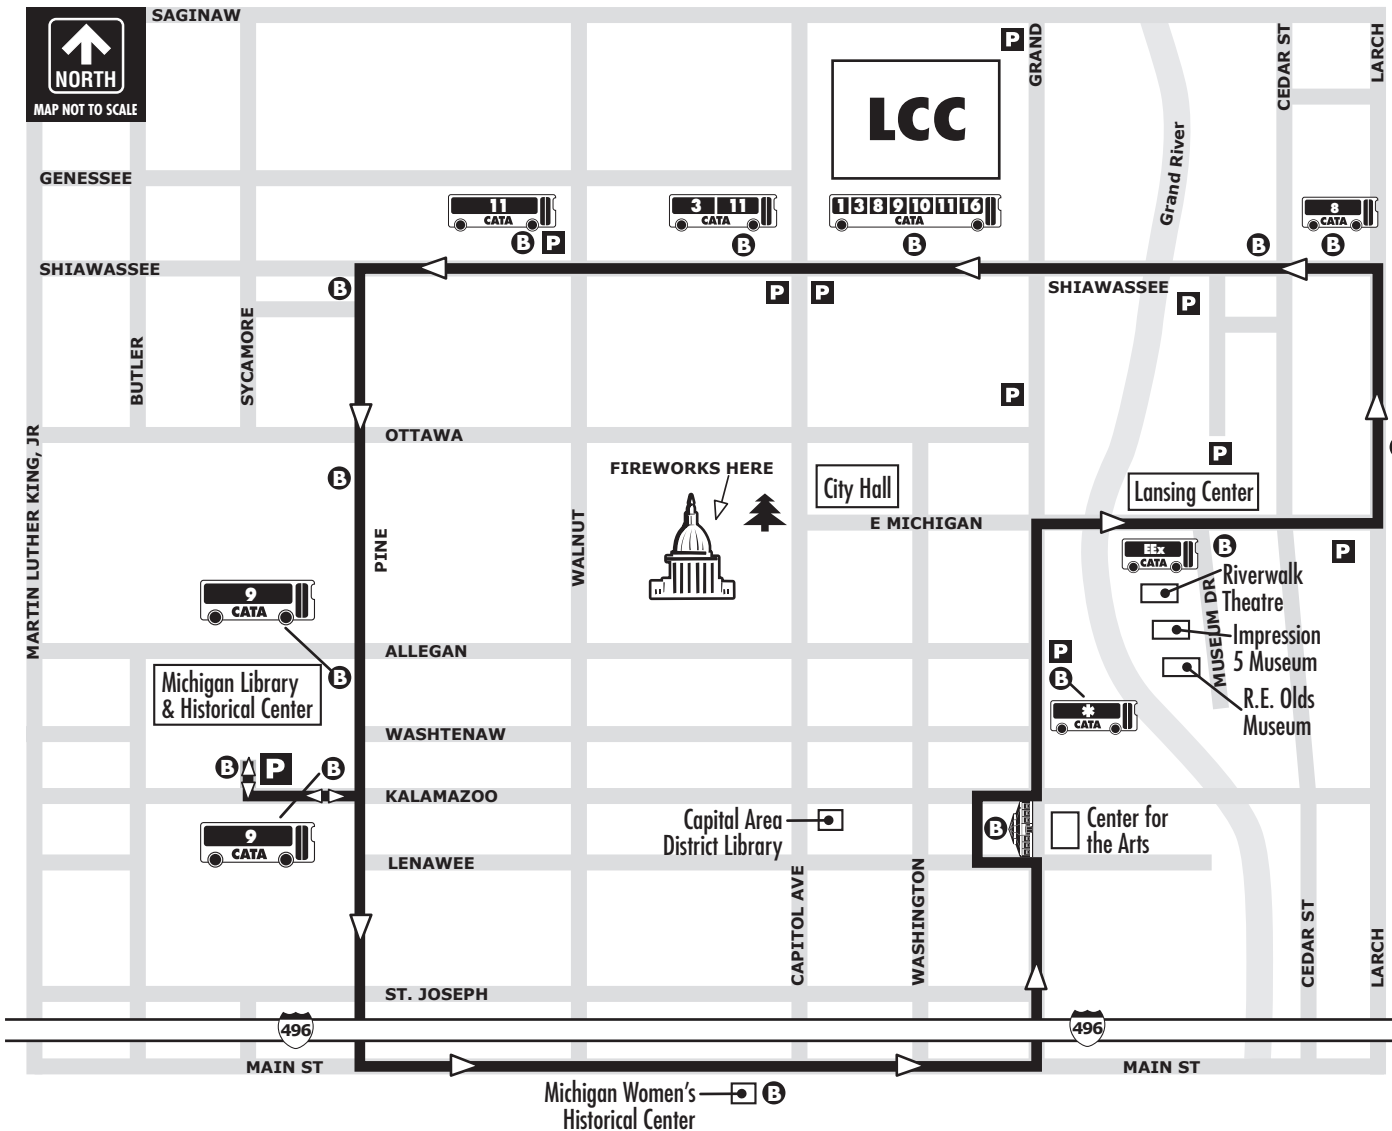 SAGINAW
NORTH
MAP NOT TO SCALE
P
GRAND
CEDAR ST
LARCH
LCC
Grand River
GENESSEE
11
CATA
3 11
CATA
1 3 8 9 10 11 16
CATA
8
CATA
B P
B
B
B
B
SHIAWASSEE
B
P
P
SHIAWASSEE
P
BUTLER
SYCAMORE
P
MARTIN LUTHER KING, JR
OTTAWA
P
B
FIREWORKS HERE
City Hall
Lansing Center
E MICHIGAN
PINE
WALNUT
EEx
CATA
B
P
Riverwalk
Theatre
MUSEUM DR
9
CATA
Impression
5 Museum
ALLEGAN
P
B
B
Michigan Library
& Historical Center
R.E. Olds
Museum
*
CATA
WASHTENAW
B
P
B
KALAMAZOO
9
CATA
Capital Area
District Library
B
Center for
the Arts
LENAWEE
CAPITOL AVE
WASHINGTON
CEDAR ST
LARCH
ST. JOSEPH
496
496
MAIN ST
MAIN ST
Michigan Women's
Historical Center
B